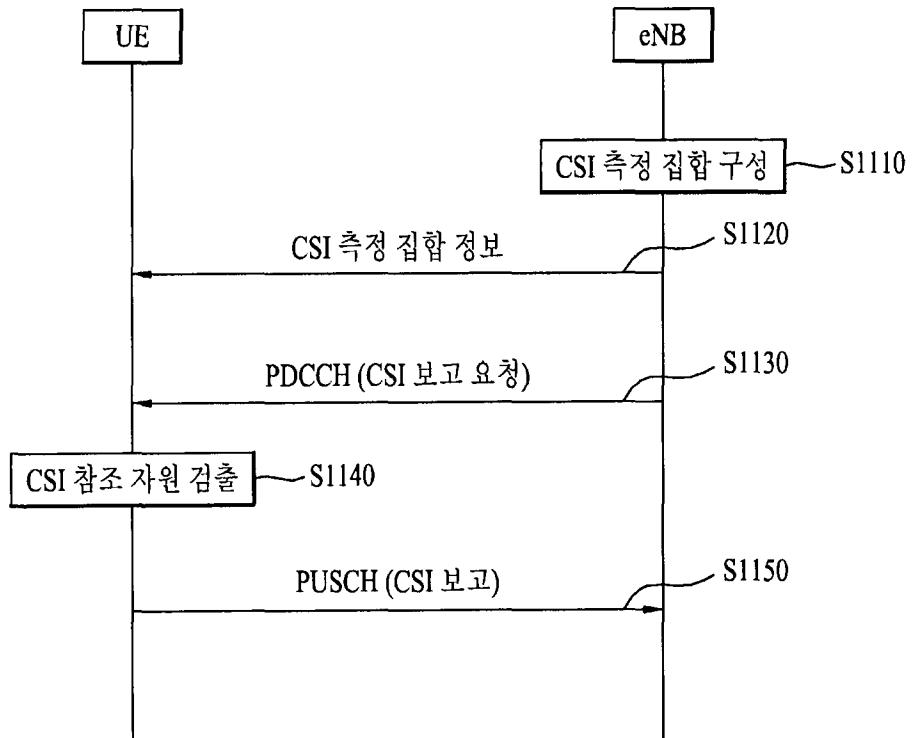 UE
eNB
CSI 측정 집합 구성
S1110
CSI 측정 집합 정보
S1120
PDCCH (CSI 보고 요청)
S1130
CSI 참조 자원 검출
S1140
PUSCH (CSI 보고)
S1150